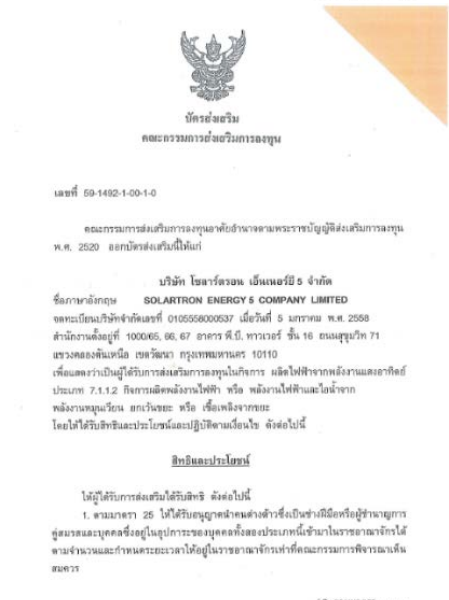 บัตรส่งเสริม
คณะกรรมการส่งเสริมการลงทุน
เลขที่ 59-1492-1-00-1-0
คณะกรรมการส่งเสริมการลงทุนอาศัยอำนาจตามพระราชบัญญัติส่งเสริมการลงทุน
พ.ศ. 2520 ออกบัตรส่งเสริมนี้ให้แก่
บริษัท โซลาร์ตรอน เอ็นเนอร์ยี 5 จำกัด
ชื่อภาษาอังกฤษ SOLARTRON ENERGY 5 COMPANY LIMITED
จดทะเบียนบริษัทจำกัดเลขที่ 0105558000537 เมื่อวันที่ 5 มกราคม พ.ศ. 2558
สำนักงานตั้งอยู่ที่ 1000/65, 66, 67 อาคาร พี.บี. ทาวเวอร์ ชั้น 16 ถนนสุขุมวิท 71
แขวงคลองตันเหนือ เขตวัฒนา กรุงเทพมหานคร 10110
เพื่อแสดงว่าเป็นผู้ได้รับการส่งเสริมการลงทุนในกิจการ ผลิตไฟฟ้าจากพลังงานแสงอาทิตย์
ประเภท 7.1.1.2 กิจการผลิตพลังงานไฟฟ้า หรือ พลังงานไฟฟ้าและไอน้ำจาก
พลังงานหมุนเวียน ยกเว้นขยะ หรือ เชื้อเพลิงจากขยะ
โดยให้ได้รับสิทธิและประโยชน์และปฏิบัติตามเงื่อนไข ดังต่อไปนี้
สิทธิและประโยชน์
ให้ผู้ได้รับการส่งเสริมได้รับสิทธิ ดังต่อไปนี้
1. ตามมาตรา 25 ให้ได้รับอนุญาตนำคนต่างด้าวซึ่งเป็นช่างฝีมือหรือผู้ชำนาญการ
คู่สมรสและบุคคลซึ่งอยู่ในอุปการะของบุคคลทั้งสองประเภทนี้เข้ามาในราชอาณาจักรได้
ตามจำนวนและกำหนดระยะเวลาให้อยู่ในราชอาณาจักรเท่าที่คณะกรรมการพิจารณาเห็น
สมควร